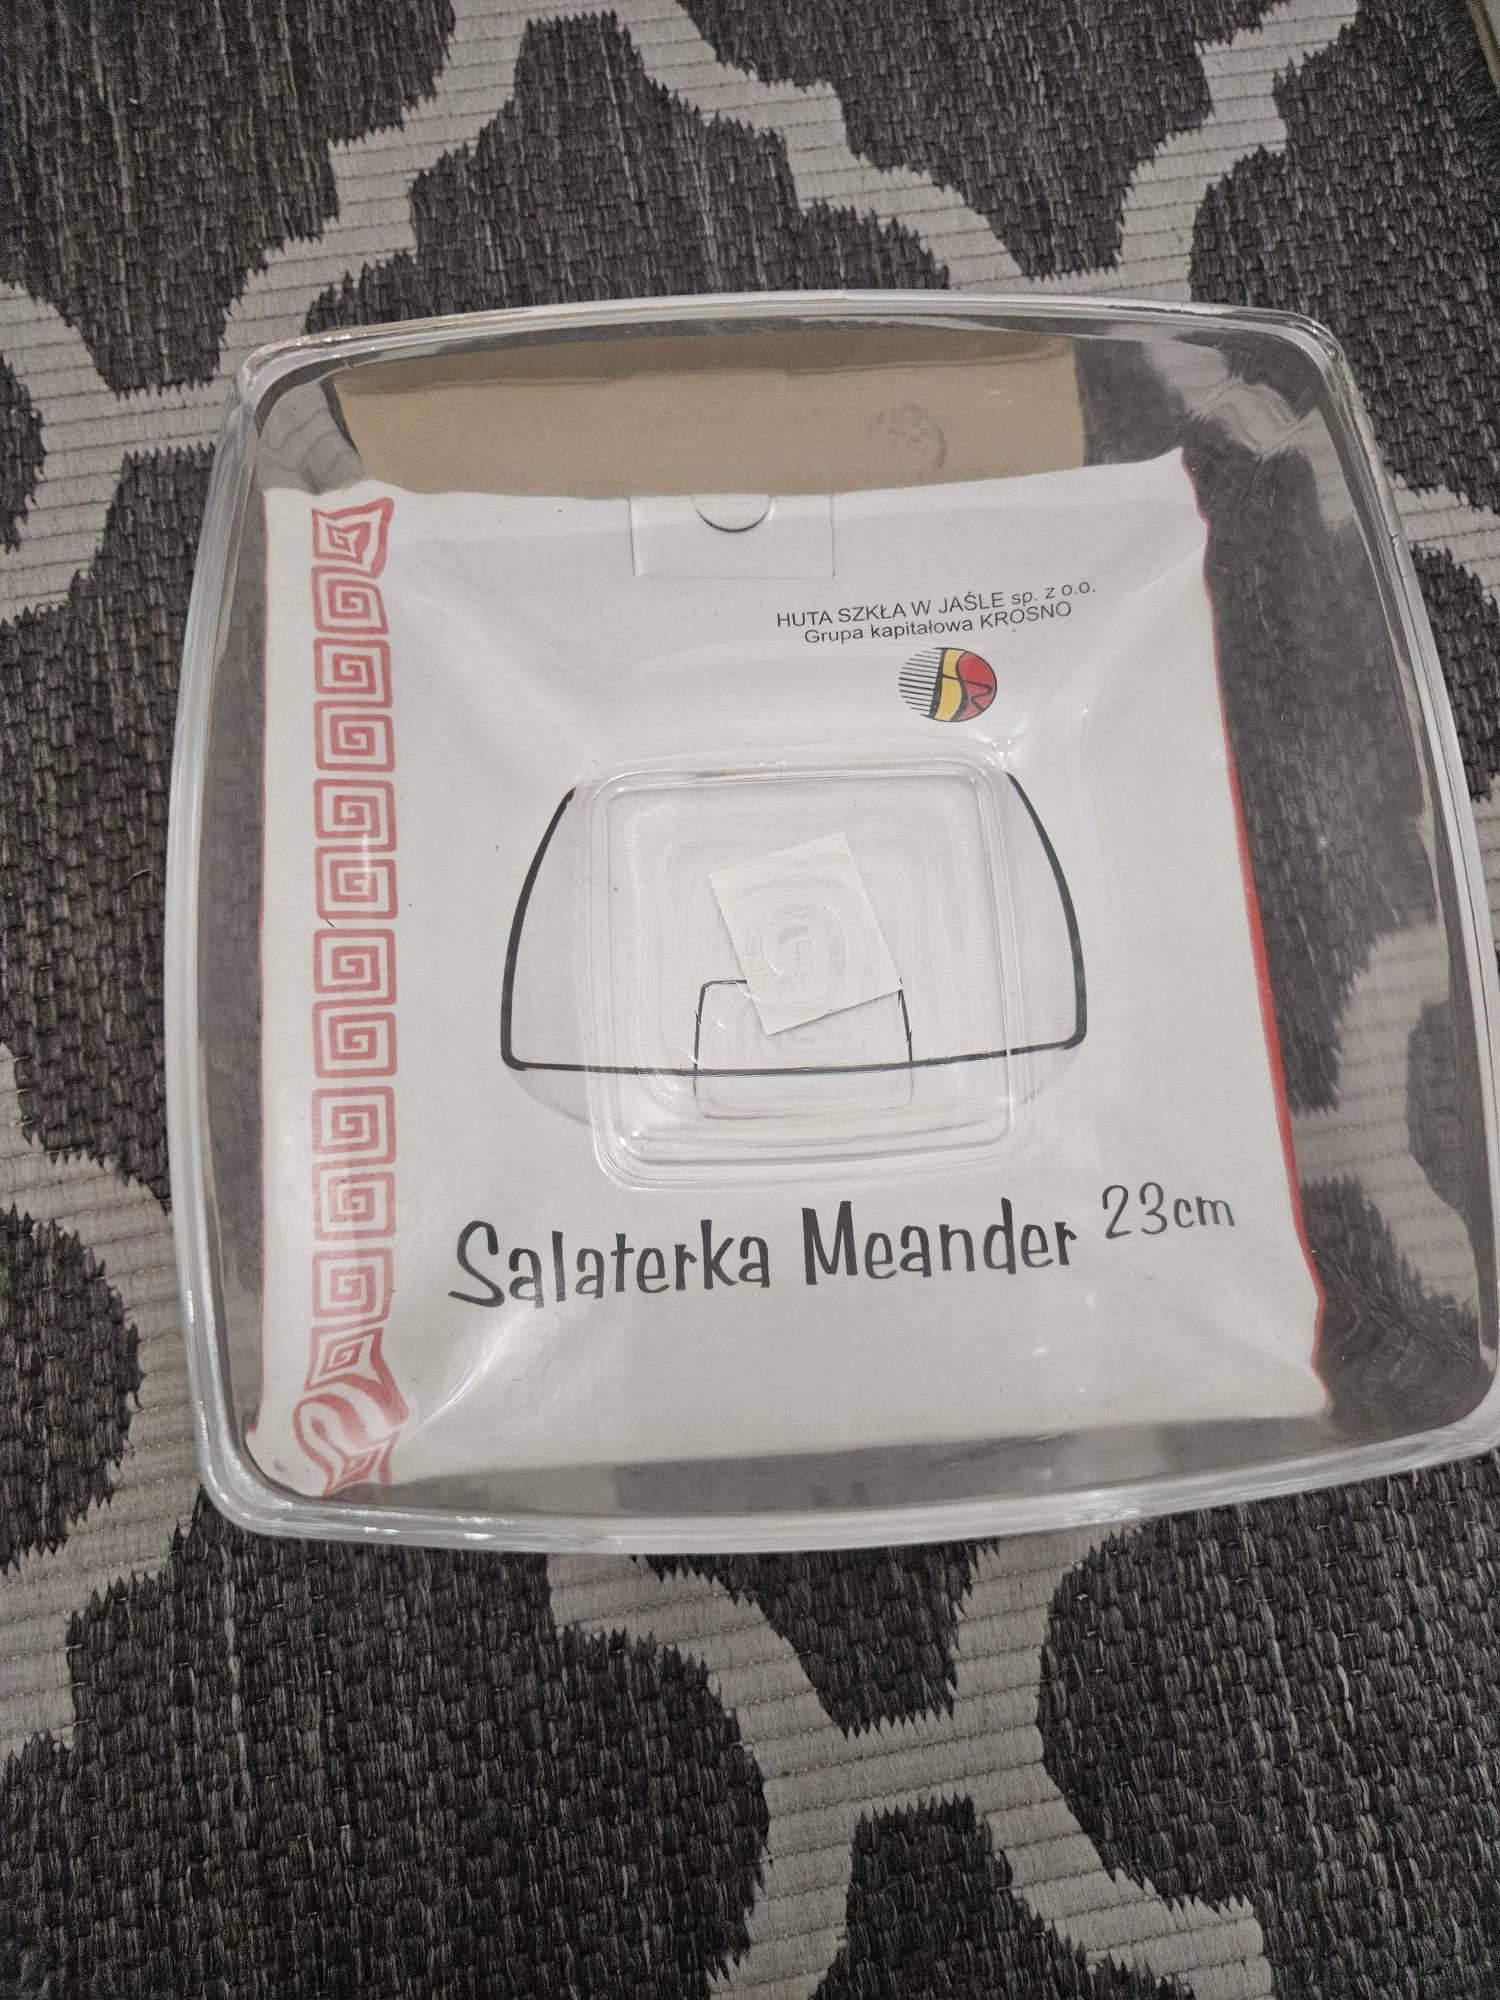 HUTA SZKŁA W JAŚLE sp. z o.o.
Grupa kapitałowa KROSNO
Salaterka Meander 23cm